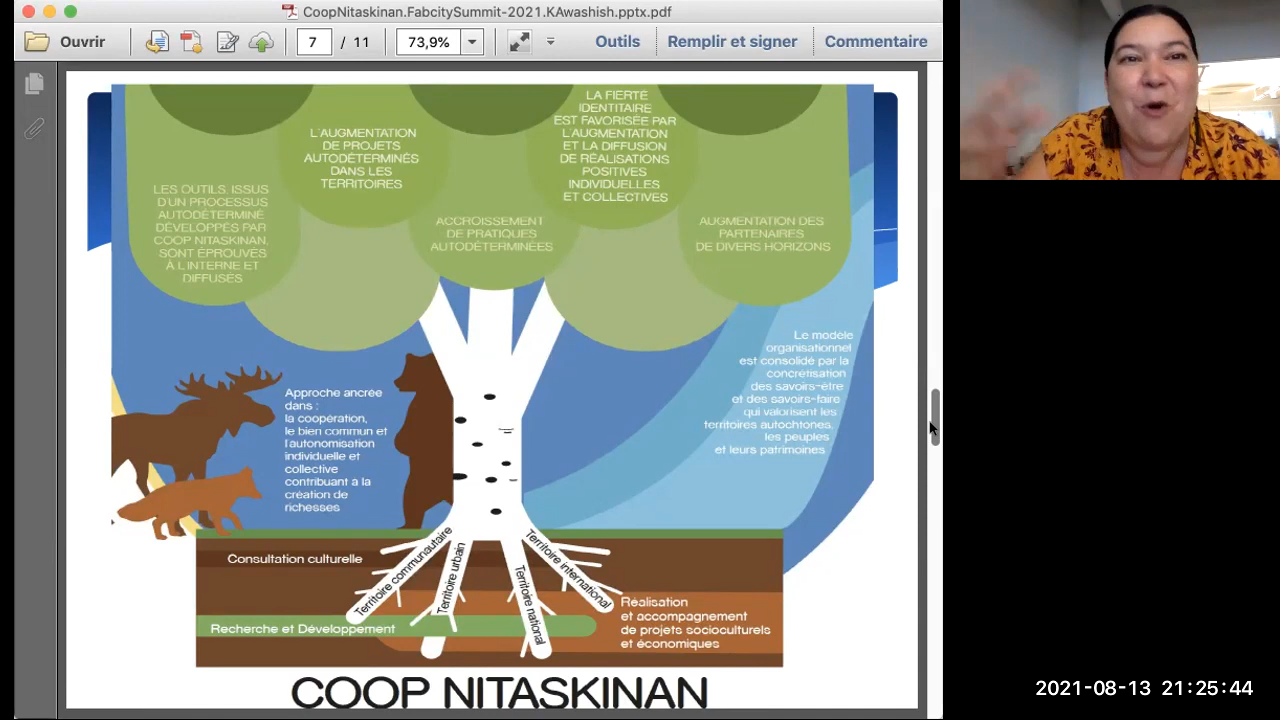 CoopNitaskinan.FabcitySummit-2021.KAwashish.pptx.pdf
Ouvrir
7 / 11
73,9%
Outils
Remplir et signer
Commentaire
LA FIERTÉ
IDENTITAIRE
EST FAVORISÉE PAR
L'AUGMENTATION
ET LA DIFFUSION
DE RÉALISATIONS
POSITIVES
INDIVIDUELLES
ET COLLECTIVES
L'AUGMENTATION
DE PROJETS
AUTODÉTERMINÉS
DANS LES
TERRITOIRES
LES OUTILS, ISSUS
D'UN PROCESSUS
AUTODÉTERMINÉ
DÉVELOPPÉS PAR
COOP NITASKINAN,
SONT ÉPROUVÉS
À L'INTERNE ET
DIFFUSÉS
ACCROISSEMENT
DE PRATIQUES
AUTODÉTERMINÉES
AUGMENTATION DES
PARTENAIRES
DE DIVERS HORIZONS
Approche ancrée
dans :
la coopération,
le bien commun et
l'autonomisation
individuelle et
collective
contribuant à la
création de
richesses
Le modèle
organisationnel
est consolidé par la
concrétisation
des savoirs-être
et des savoirs-faire
qui valorisent les
territoires autochtones,
les peuples
et leurs patrimoines
Consultation culturelle
Territoire communautaire
Territoire urbain
Territoire national
Territoire international
Recherche et Développement
Réalisation
et accompagnement
de projets socioculturels
et économiques
COOP NITASKINAN
2021-08-13 21:25:44